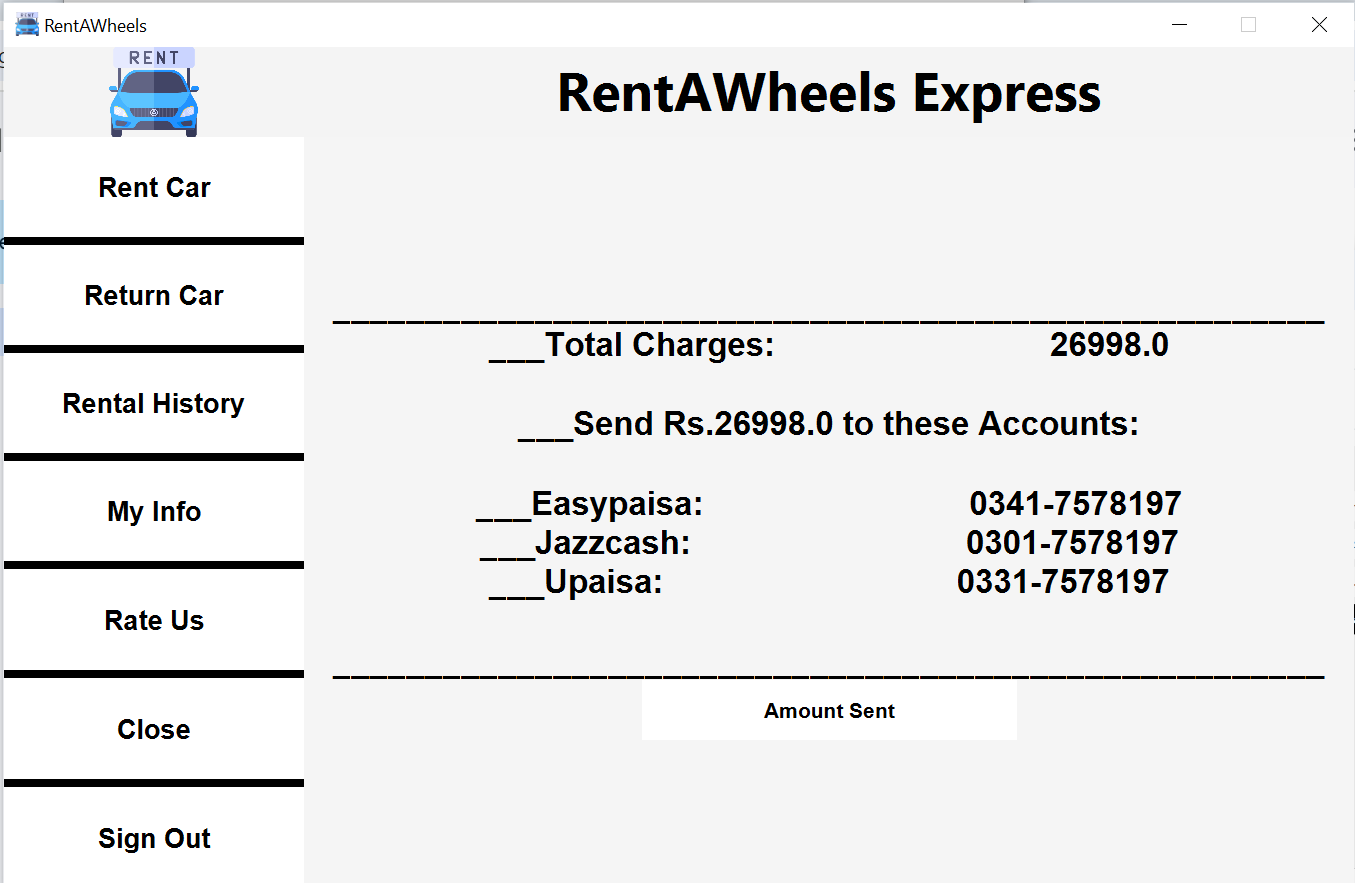 RentAWheels
RENT
RentAWheels Express
Rent Car
Return Car
Rental History
My Info
Rate Us
Close
Sign Out
___Total Charges: 26998.0
___Send Rs.26998.0 to these Accounts:
___Easypaisa: 0341-7578197
___Jazzcash: 0301-7578197
___Upaisa: 0331-7578197
Amount Sent